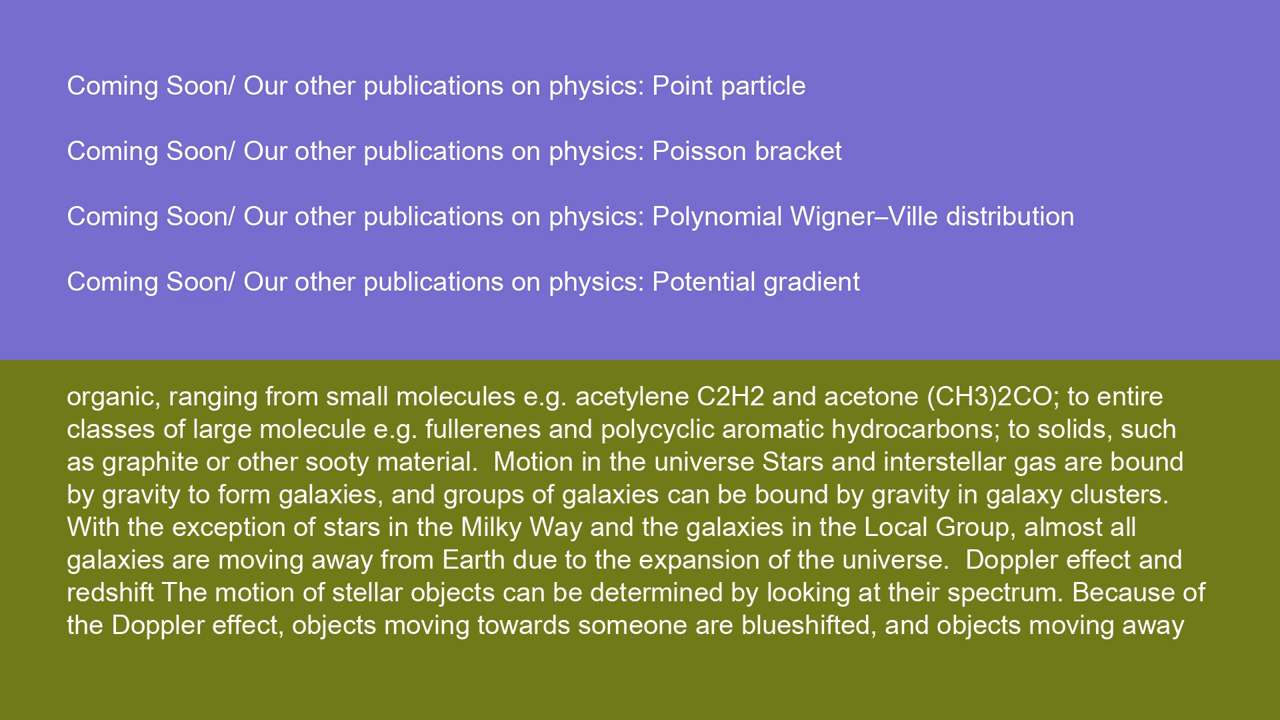 Coming Soon/ Our other publications on physics: Point particle
Coming Soon/ Our other publications on physics: Poisson bracket
Coming Soon/ Our other publications on physics: Polynomial Wigner–Ville distribution
Coming Soon/ Our other publications on physics: Potential gradient
organic, ranging from small molecules e.g. acetylene C2H2 and acetone (CH3)2CO; to entire
classes of large molecule e.g. fullerenes and polycyclic aromatic hydrocarbons; to solids, such
as graphite or other sooty material.  Motion in the universe Stars and interstellar gas are bound
by gravity to form galaxies, and groups of galaxies can be bound by gravity in galaxy clusters.
With the exception of stars in the Milky Way and the galaxies in the Local Group, almost all
galaxies are moving away from Earth due to the expansion of the universe.  Doppler effect and
redshift The motion of stellar objects can be determined by looking at their spectrum. Because of
the Doppler effect, objects moving towards someone are blueshifted, and objects moving away